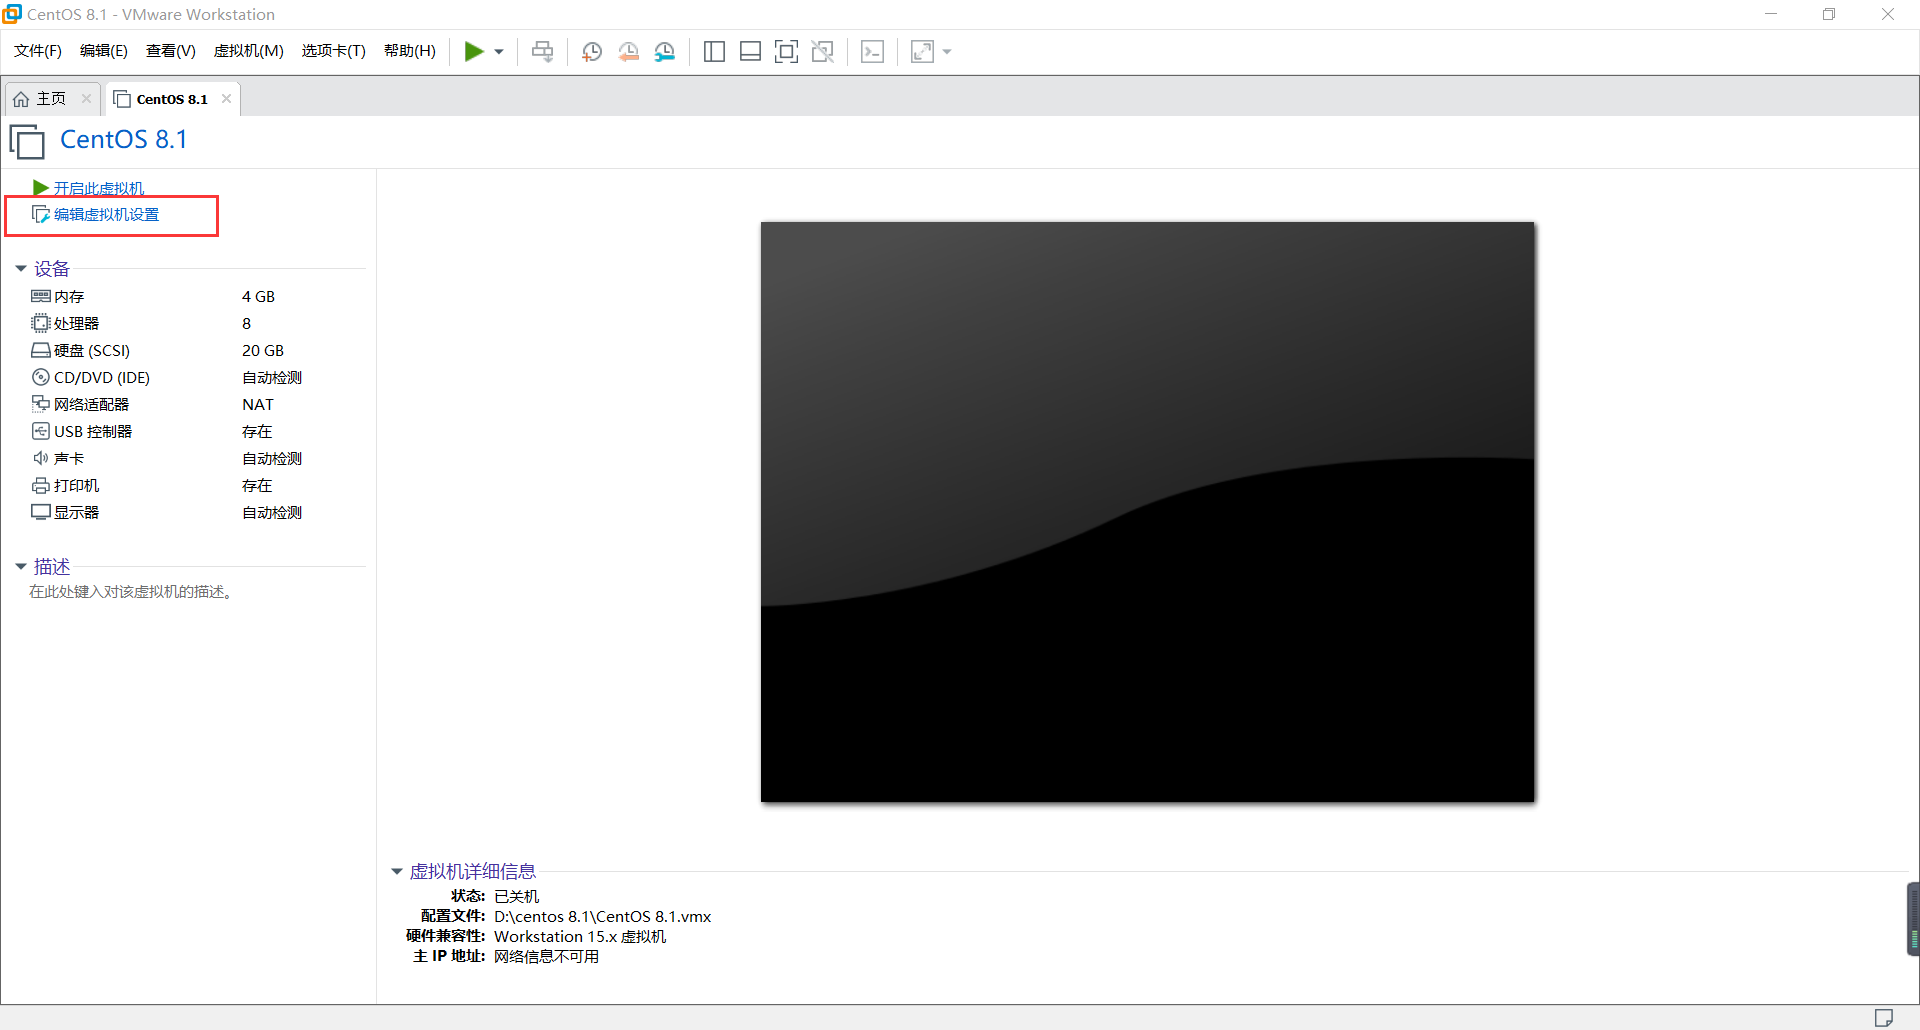 CentOS 8.1 - VMware Workstation
文件(F) 编辑(E) 查看(V) 虚拟机(M) 选项卡(T) 帮助(H)
主页 CentOS 8.1
CentOS 8.1
开启此虚拟机
编辑虚拟机设置
设备
内存 4 GB
处理器 8
硬盘 (SCSI) 20 GB
CD/DVD (IDE) 自动检测
网络适配器 NAT
USB 控制器 存在
声卡 自动检测
打印机 存在
显示器 自动检测
描述
在此处键入对该虚拟机的描述。
虚拟机详细信息
状态: 已关机
配置文件: D:\centos 8.1\CentOS 8.1.vmx
硬件兼容性: Workstation 15.x 虚拟机
主 IP 地址: 网络信息不可用